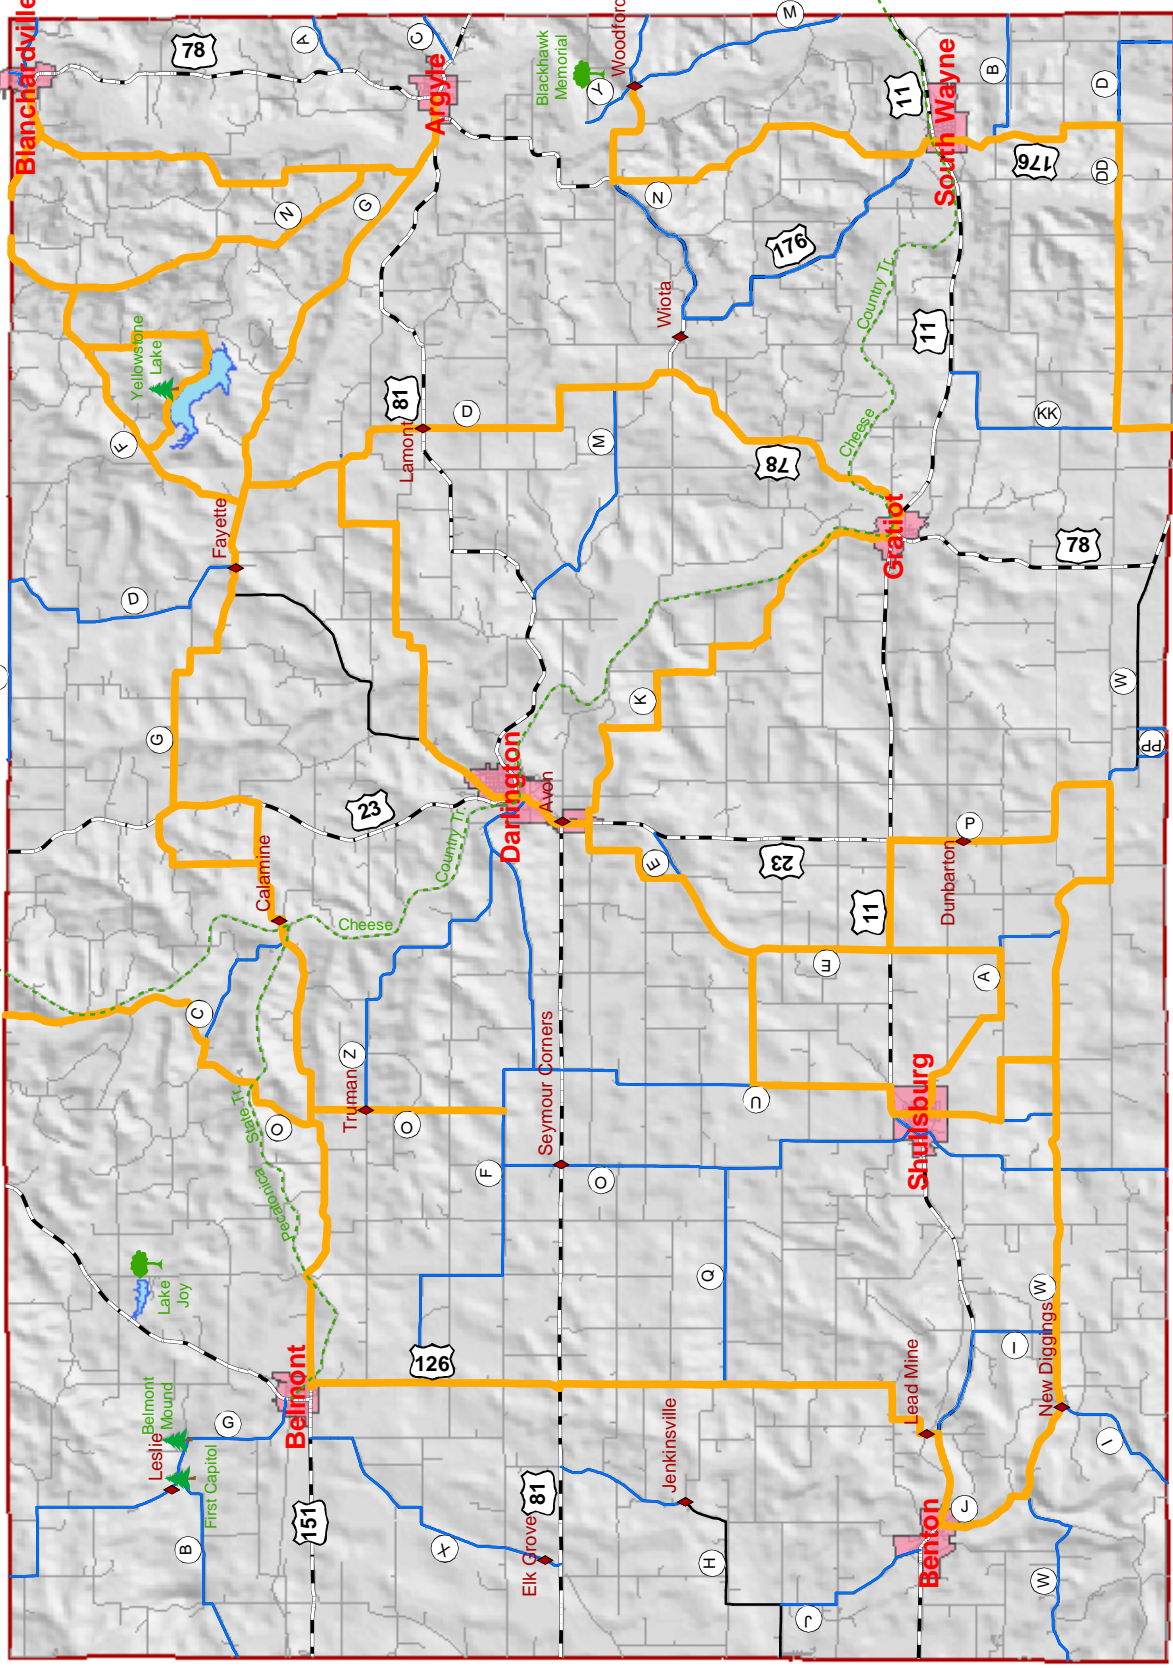 Blanchardville
78
A
C
Argyle
Blackhawk
Memorial
Y
Woodford
M
11
South Wayne
B
D
176
DD
N
G
N
176
Country Tr.
Wiota
11
Yellowstone
Lake
F
81
Lamont
D
M
78
Cheese
KK
Fayette
D
Gratiot
78
G
K
W
PP
23
Darlington
Avon
Country Tr.
Calamine
Cheese
E
23
11
P
Dunbarton
E
A
C
Z
Truman
O
O
State Tr.
Pecatonica
Seymour Corners
F
O
U
Shullsburg
Q
W
I
New Diggings
Lake
Joy
Belmont
126
Belmont
Mound
G
Leslie
First Capitol
B
151
X
81
Elk Grove
Jenkinsville
H
J
Lead Mine
Benton
J
I
W